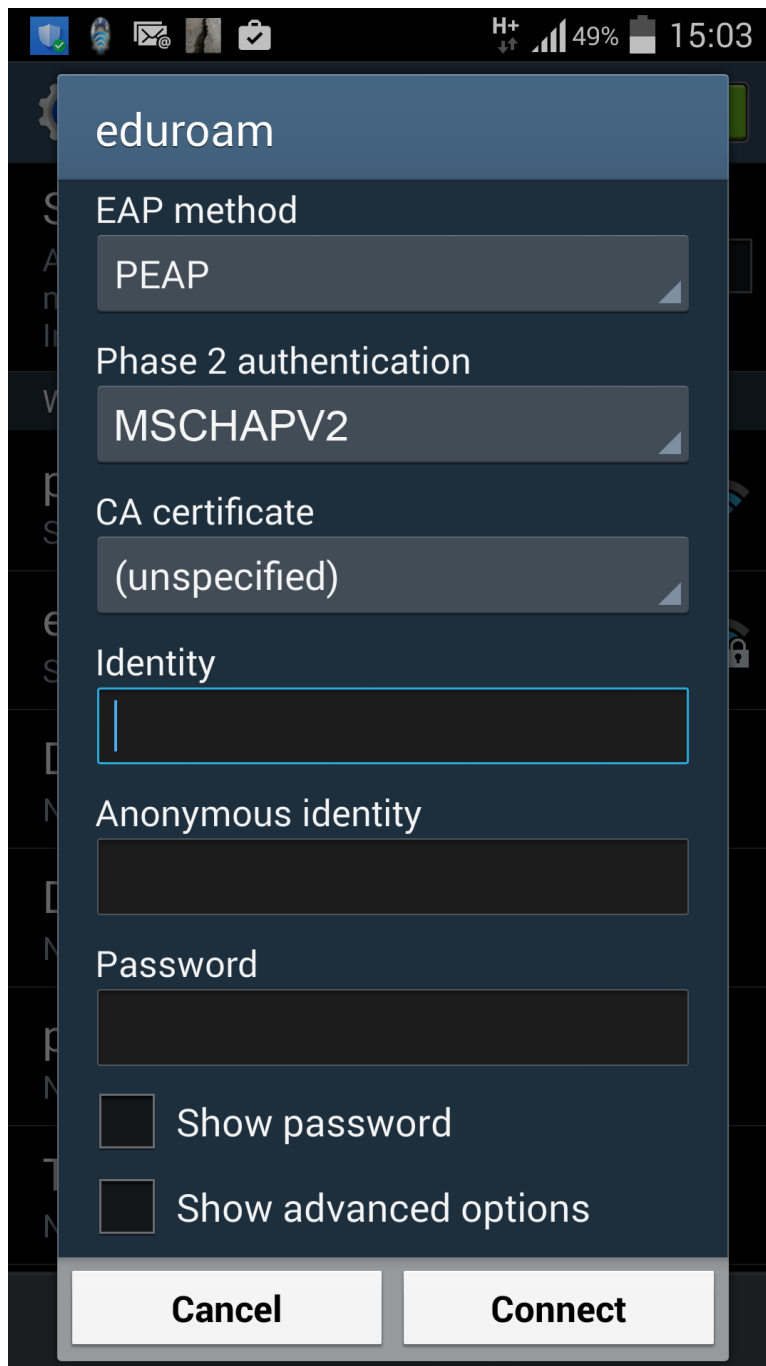 H+ 49% 15:03
eduroam
EAP method
PEAP
Phase 2 authentication
MSCHAPV2
CA certificate
(unspecified)
Identity
Anonymous identity
Password
Show password
Show advanced options
Cancel
Connect